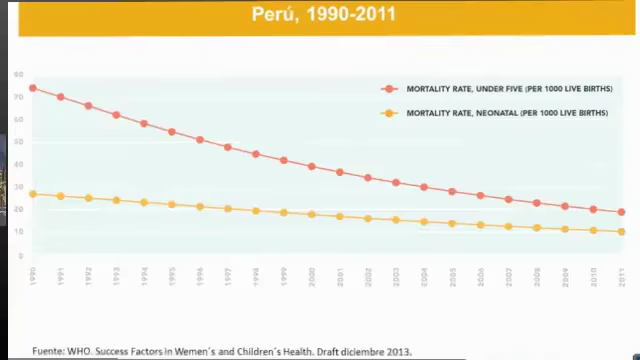 Perú, 1990-2011
80
70
60
50
40
30
20
10
0
MORTALITY RATE, UNDER FIVE (PER 1000 LIVE BIRTHS)
MORTALITY RATE, NEONATAL (PER 1000 LIVE BIRTHS)
1990 1991 1992 1993 1994 1995 1996 1997 1998 1999 2000 2001 2002 2003 2004 2005 2006 2007 2008 2009 2010 2011
Fuente: WHO. Success Factors in Wemen´s and Children´s Health. Draft diciembre 2013.